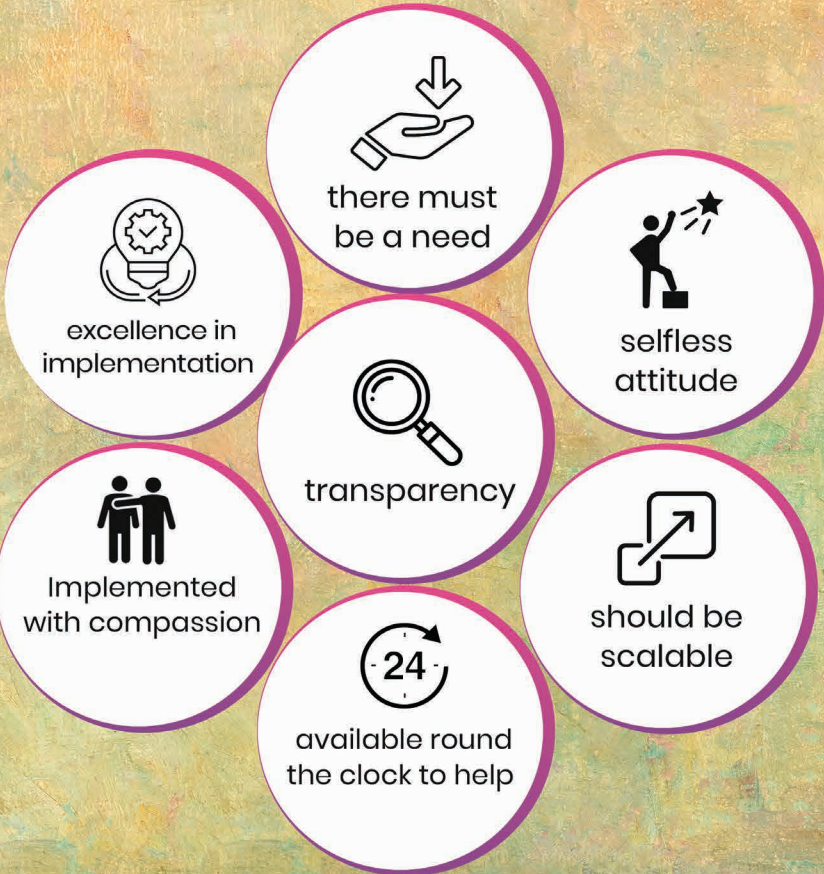 there must
be a need
excellence in
implementation
selfless
attitude
transparency
Implemented
with compassion
should be
scalable
24
available round
the clock to help